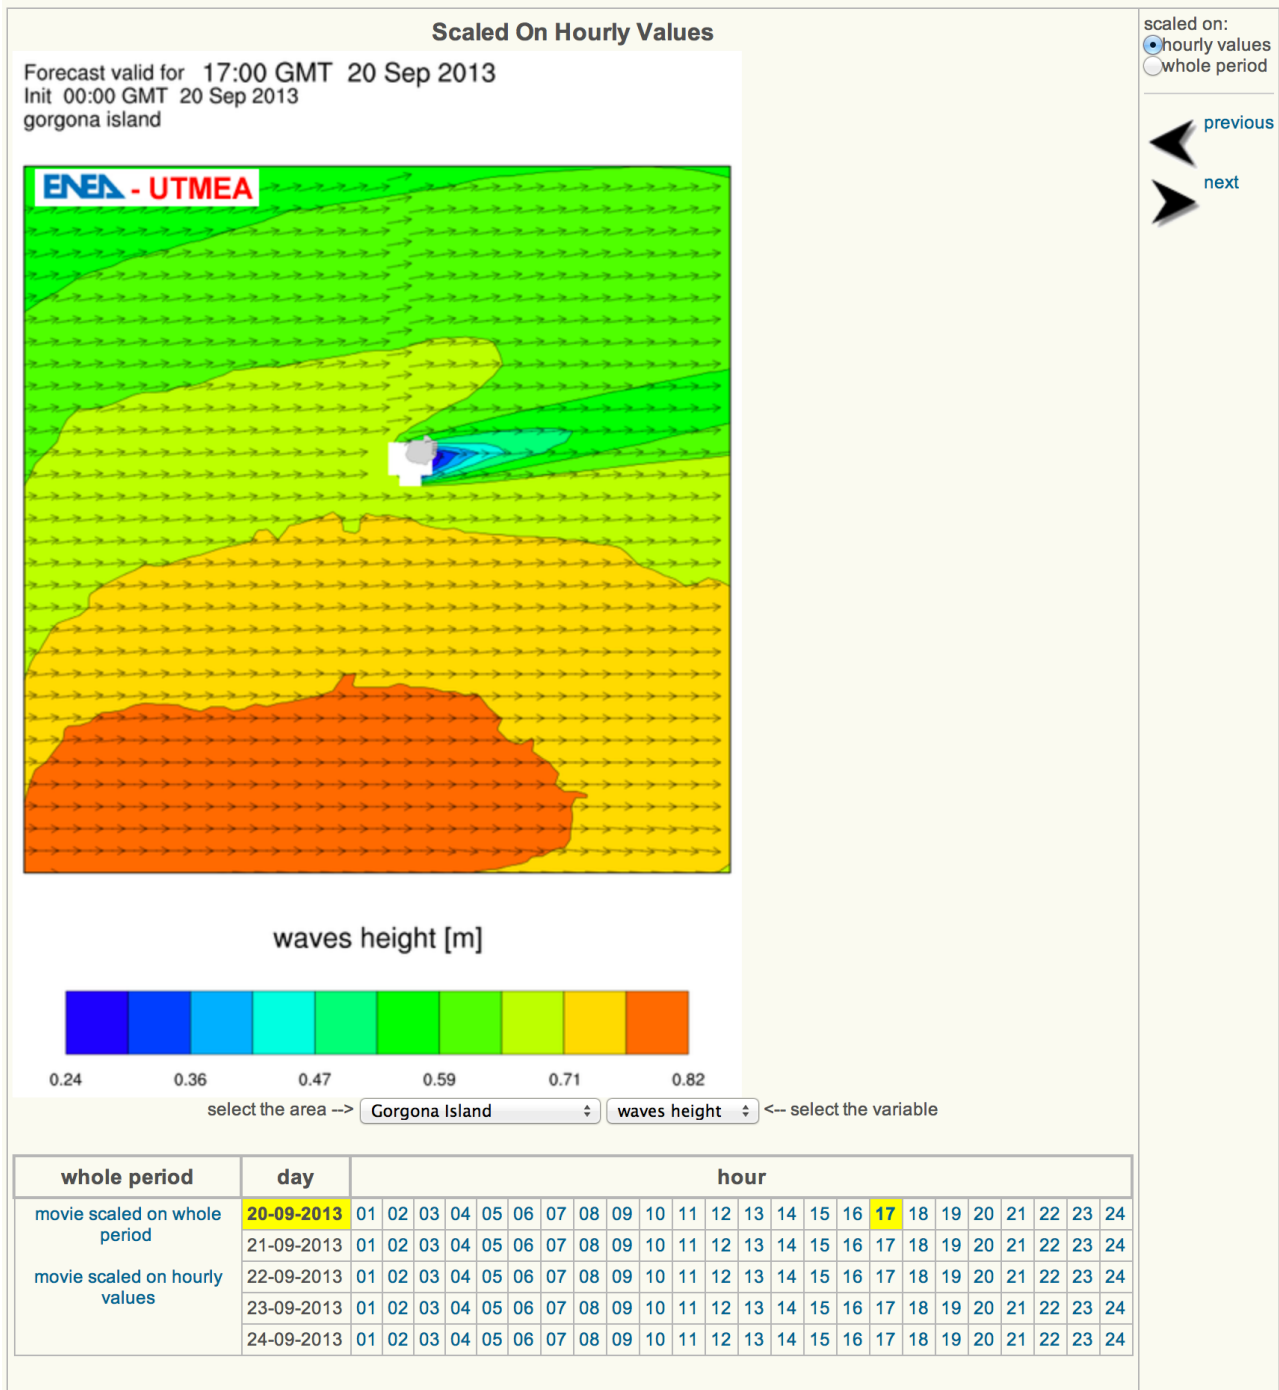 Scaled On Hourly Values
scaled on:
hourly values
whole period
previous
next
Forecast valid for 17:00 GMT 20 Sep 2013
Init 00:00 GMT 20 Sep 2013
gorgona island
ENEA - UTMEA
waves height [m]
0.24 0.36 0.47 0.59 0.71 0.82
select the area --> Gorgona Island waves height <-- select the variable
whole period day hour
movie scaled on whole
period
movie scaled on hourly
values
20-09-2013 01 02 03 04 05 06 07 08 09 10 11 12 13 14 15 16 17 18 19 20 21 22 23 24
21-09-2013 01 02 03 04 05 06 07 08 09 10 11 12 13 14 15 16 17 18 19 20 21 22 23 24
22-09-2013 01 02 03 04 05 06 07 08 09 10 11 12 13 14 15 16 17 18 19 20 21 22 23 24
23-09-2013 01 02 03 04 05 06 07 08 09 10 11 12 13 14 15 16 17 18 19 20 21 22 23 24
24-09-2013 01 02 03 04 05 06 07 08 09 10 11 12 13 14 15 16 17 18 19 20 21 22 23 24